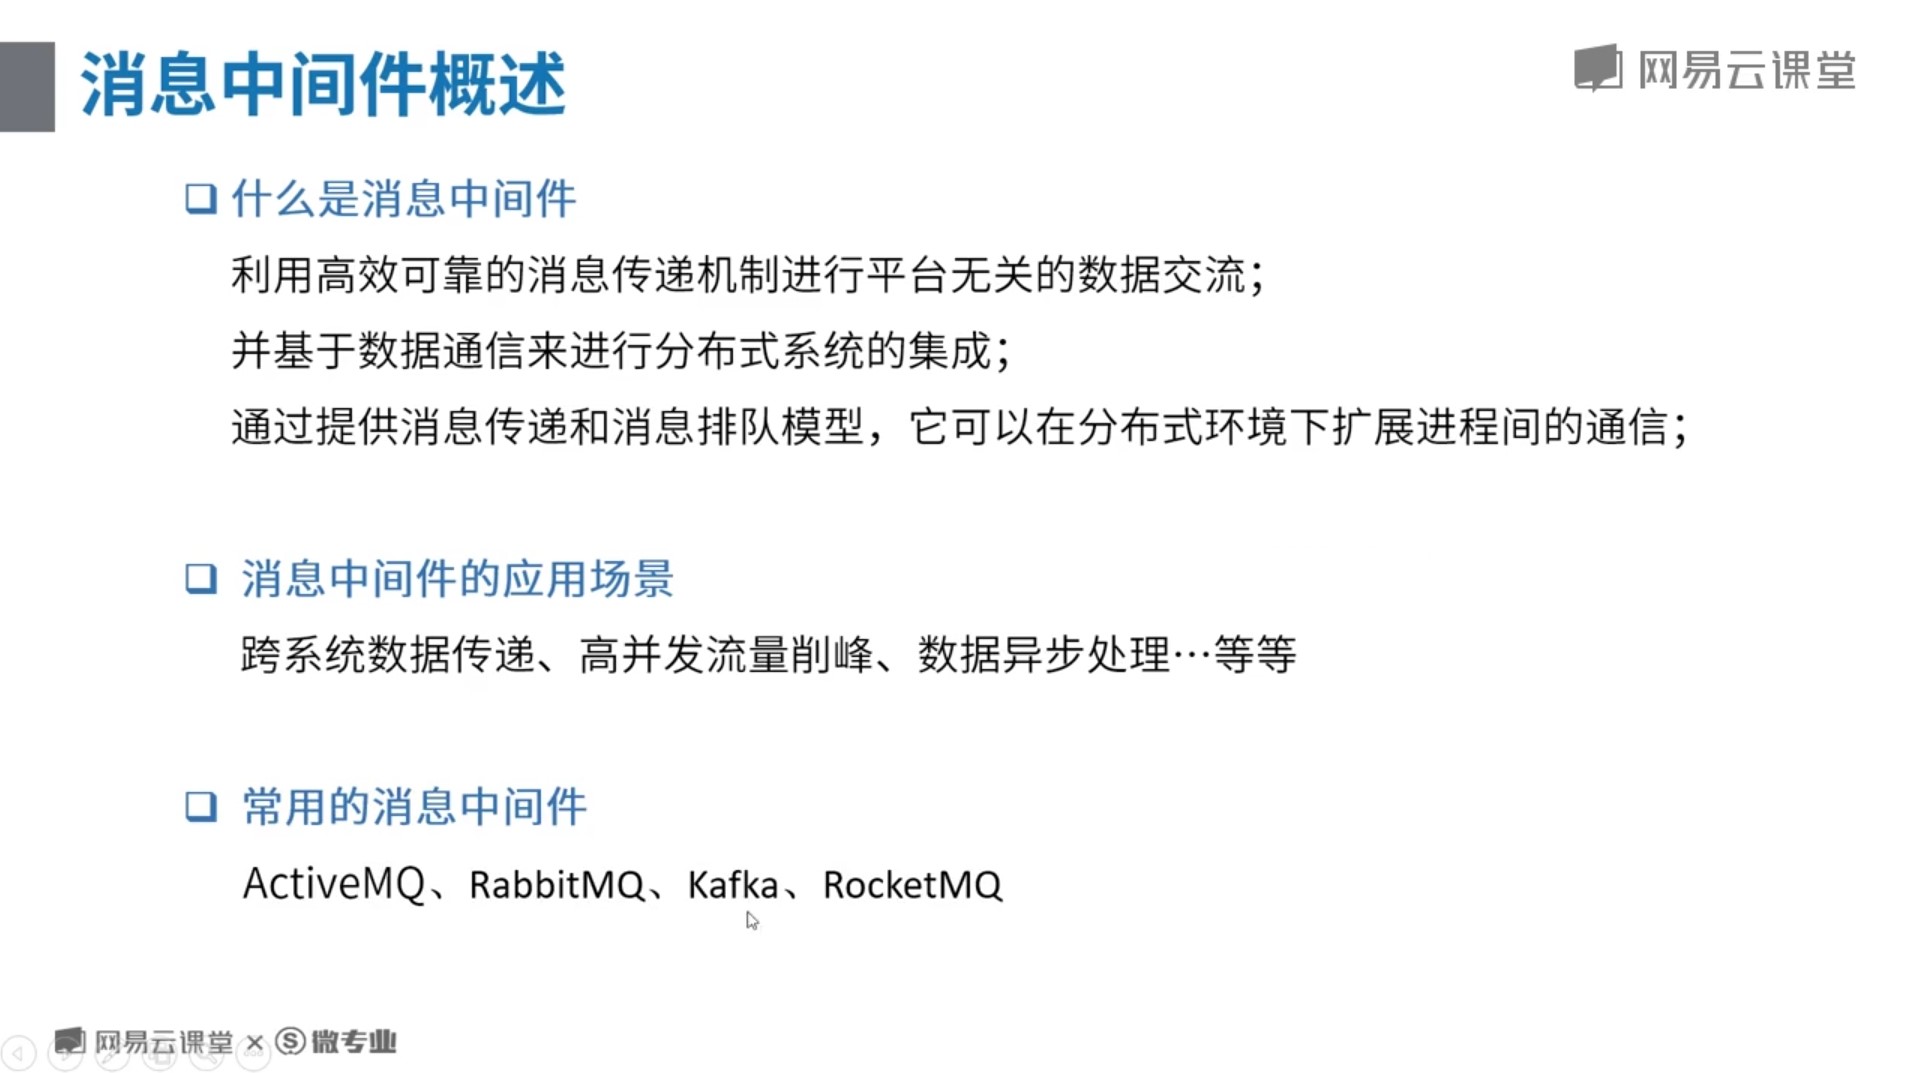 消息中间件概述
网易云课堂
什么是消息中间件
利用高效可靠的消息传递机制进行平台无关的数据交流；
并基于数据通信来进行分布式系统的集成；
通过提供消息传递和消息排队模型，它可以在分布式环境下扩展进程间的通信；
消息中间件的应用场景
跨系统数据传递、高并发流量削峰、数据异步处理…等等
常用的消息中间件
ActiveMQ、RabbitMQ、Kafka、RocketMQ
网易云课堂 × 微专业